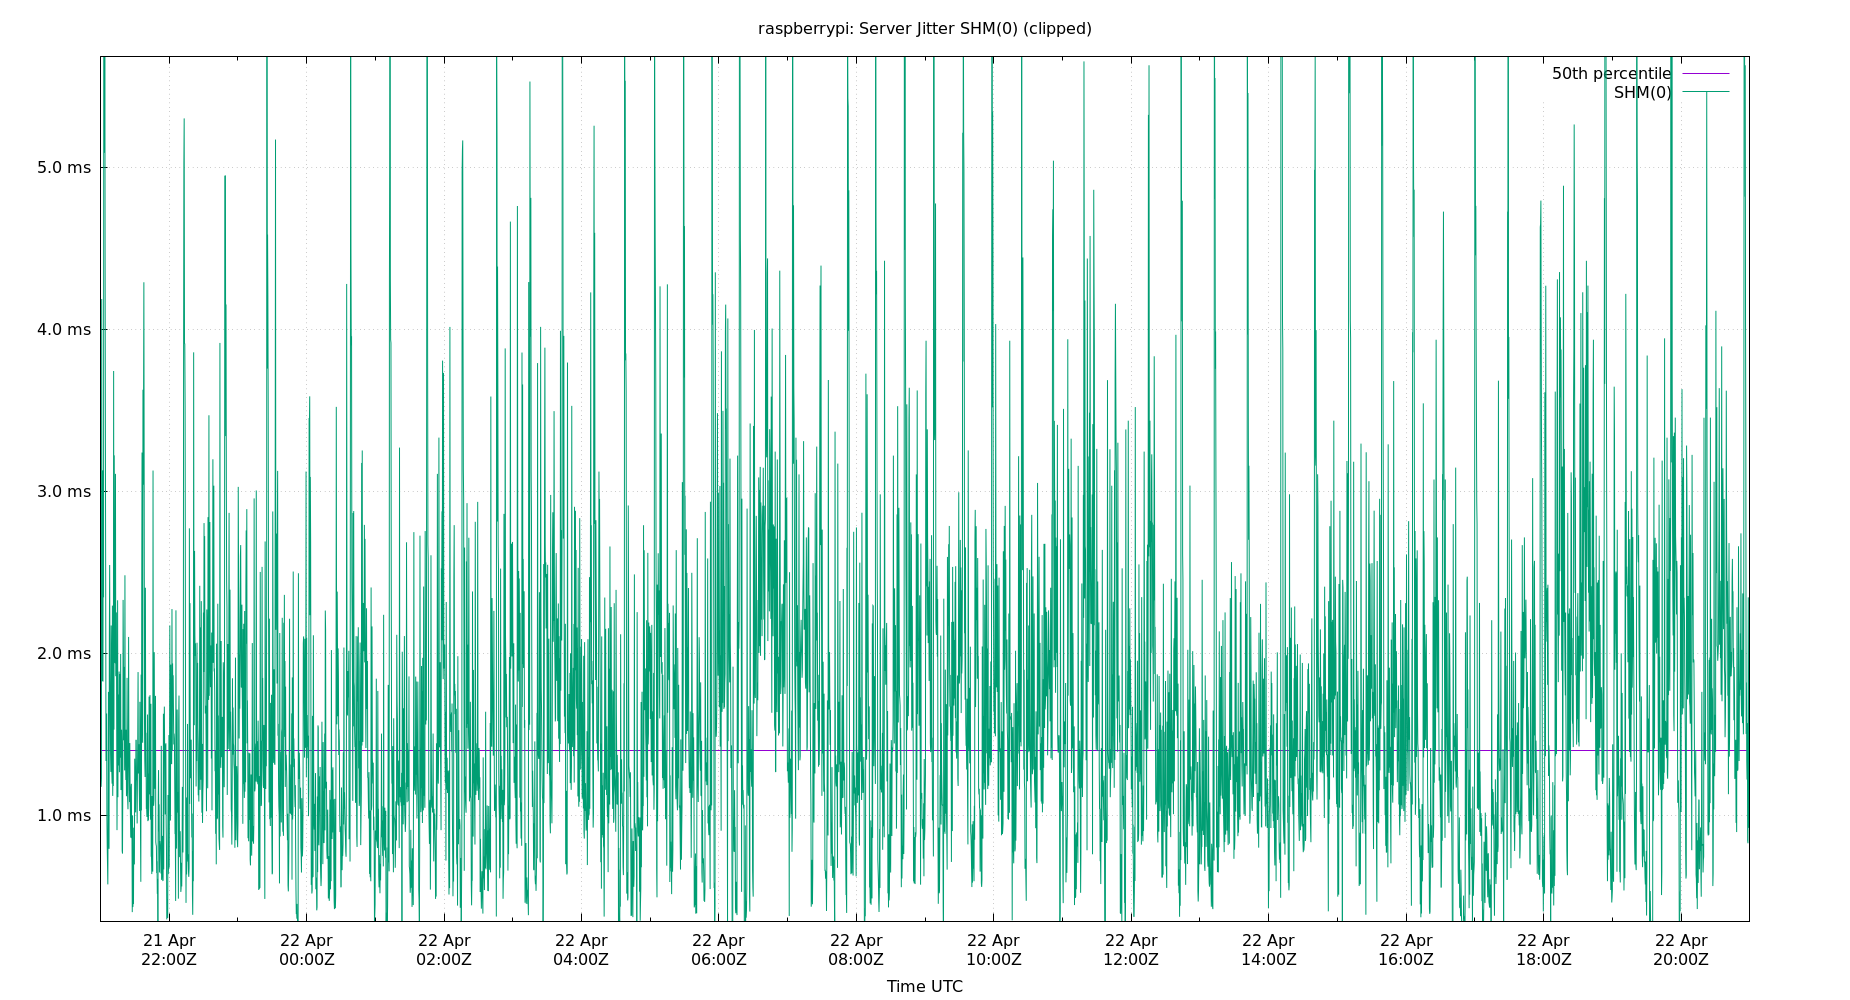 raspberrypi: Server Jitter SHM(0) (clipped)
50th percentile
SHM(0)
5.0 ms
4.0 ms
3.0 ms
2.0 ms
1.0 ms
21 Apr 22 Apr 22 Apr 22 Apr 22 Apr 22 Apr 22 Apr 22 Apr 22 Apr 22 Apr 22 Apr 22 Apr
22:00Z 00:00Z 02:00Z 04:00Z 06:00Z 08:00Z 10:00Z 12:00Z 14:00Z 16:00Z 18:00Z 20:00Z
Time UTC